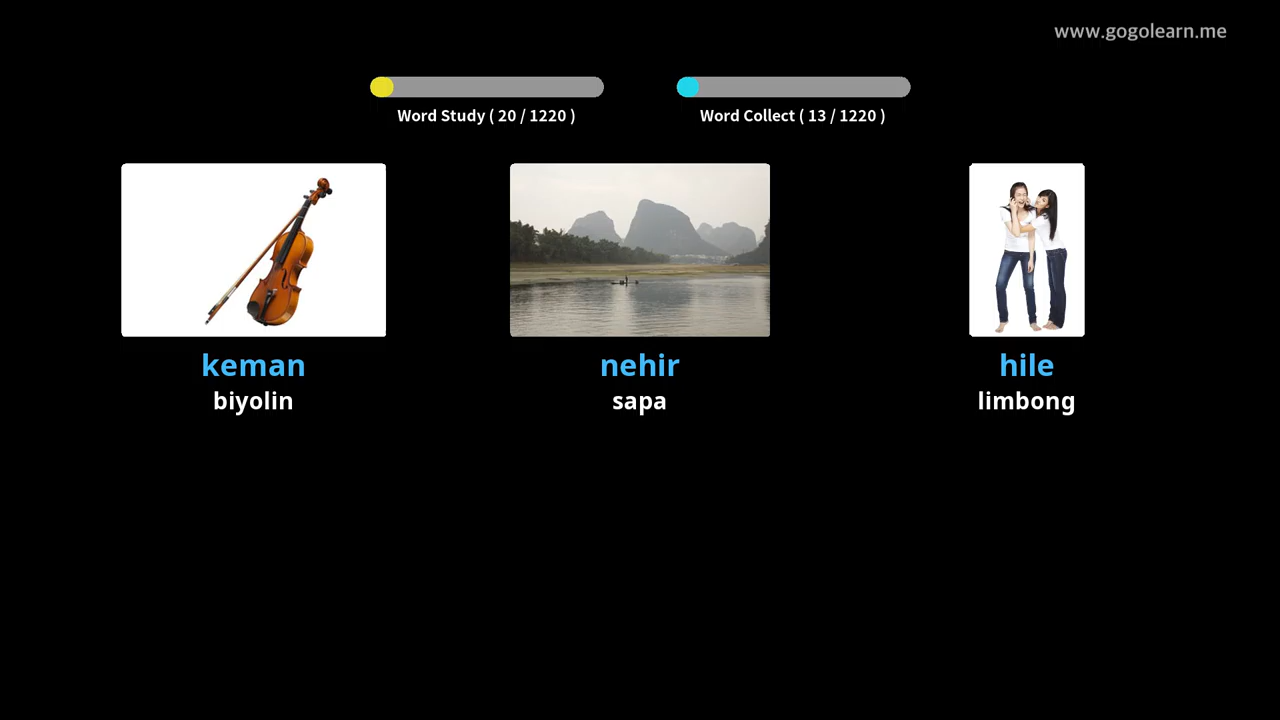 www.gogolearn.me
Word Study ( 20 / 1220 )
Word Collect ( 13 / 1220 )
keman
biyolin
nehir
sapa
hile
limbong